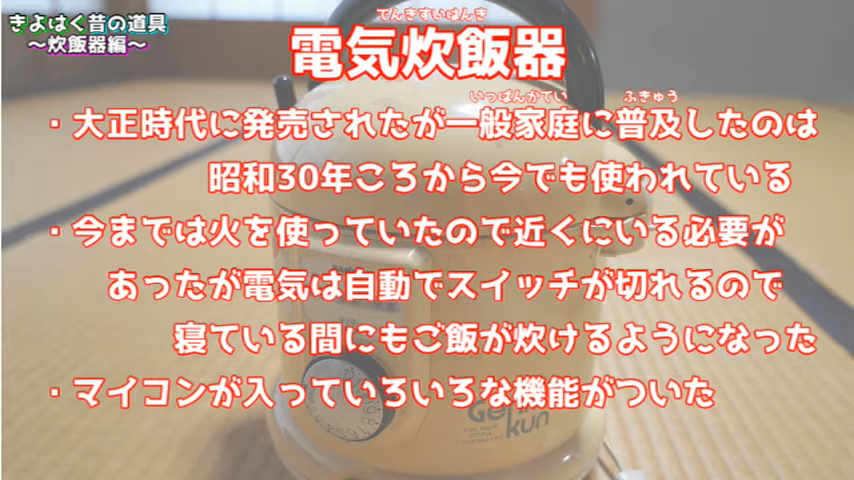 きよはく昔の道具
～炊飯器編～
でんきすいはんき
電気炊飯器
いっぱんかてい ふきゅう
・大正時代に発売されたが一般家庭に普及したのは
昭和30年ころから今でも使われている
・今までは火を使っていたので近くにいる必要が
あったが電気は自動でスイッチが切れるので
寝ている間にもご飯が炊けるようになった
・マイコンが入っていろいろな機能がついた
kun